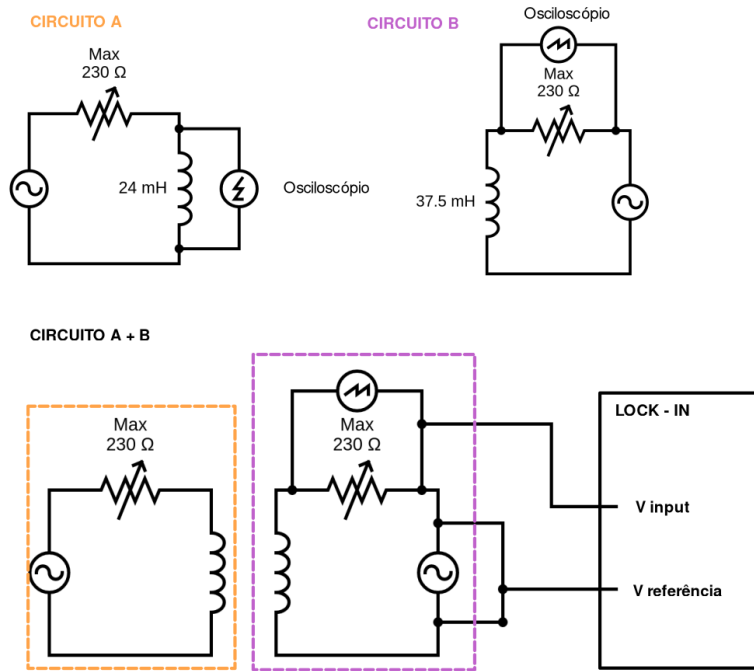 CIRCUITO A
Max
230 Ω
24 mH
Osciloscópio
CIRCUITO B
Osciloscópio
Max
230 Ω
37.5 mH
CIRCUITO A + B
Max
230 Ω
Max
230 Ω
LOCK - IN
V input
V referência